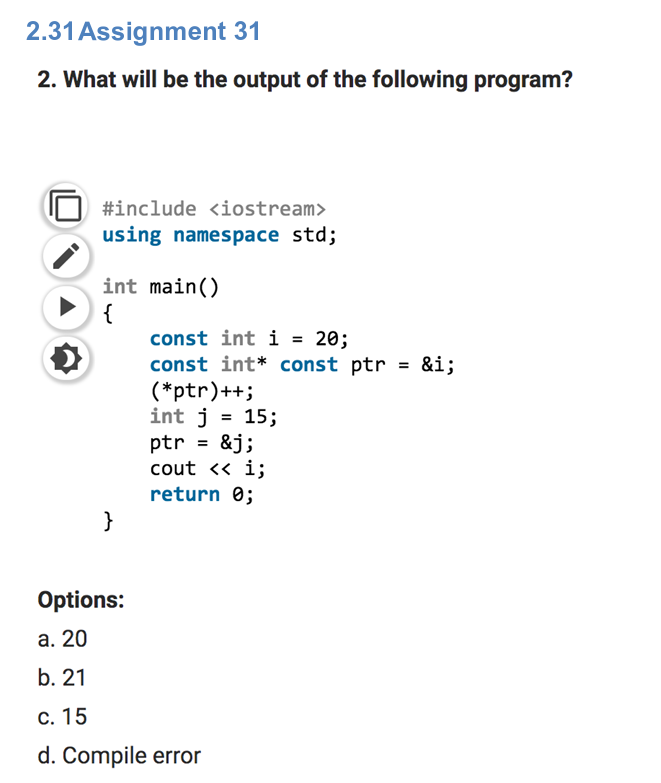 2.31 Assignment 31
2. What will be the output of the following program?
#include <iostream>
using namespace std;
int main()
{
const int i = 20;
const int* const ptr = &i;
(*ptr)++;
int j = 15;
ptr = &j;
cout << i;
return 0;
}
Options:
a. 20
b. 21
c. 15
d. Compile error